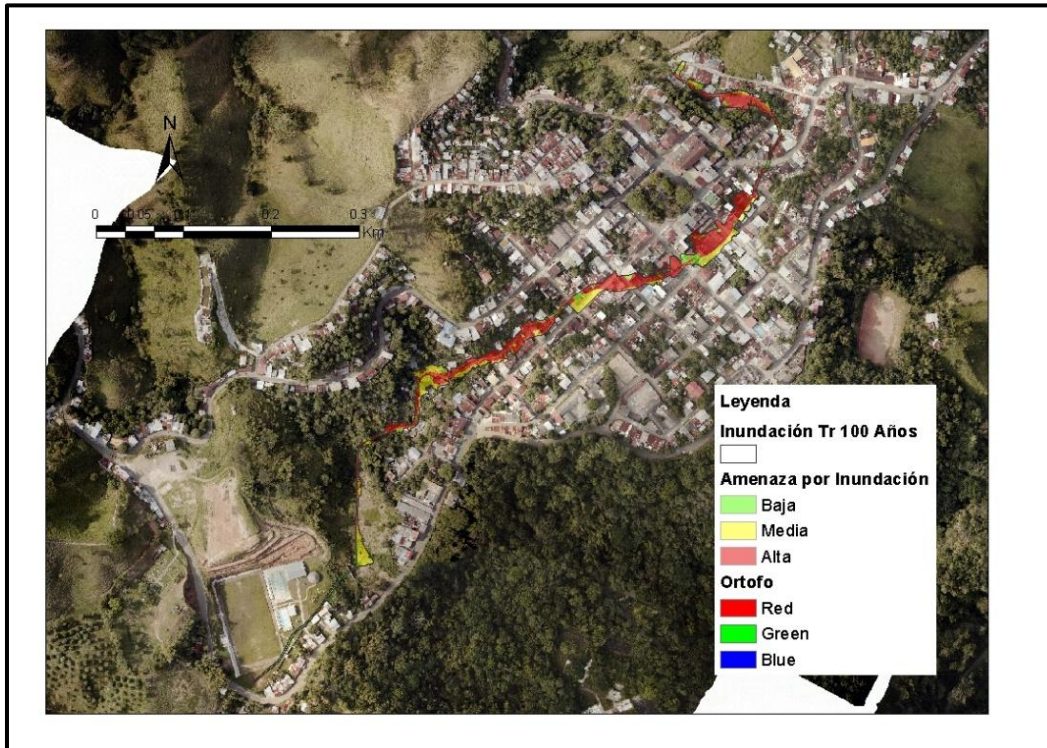 N
0 0.05 0.1 0.2 0.3
Km
Leyenda
Inundación Tr 100 Años
Amenaza por Inundación
Baja
Media
Alta
Ortofo
Red
Green
Blue